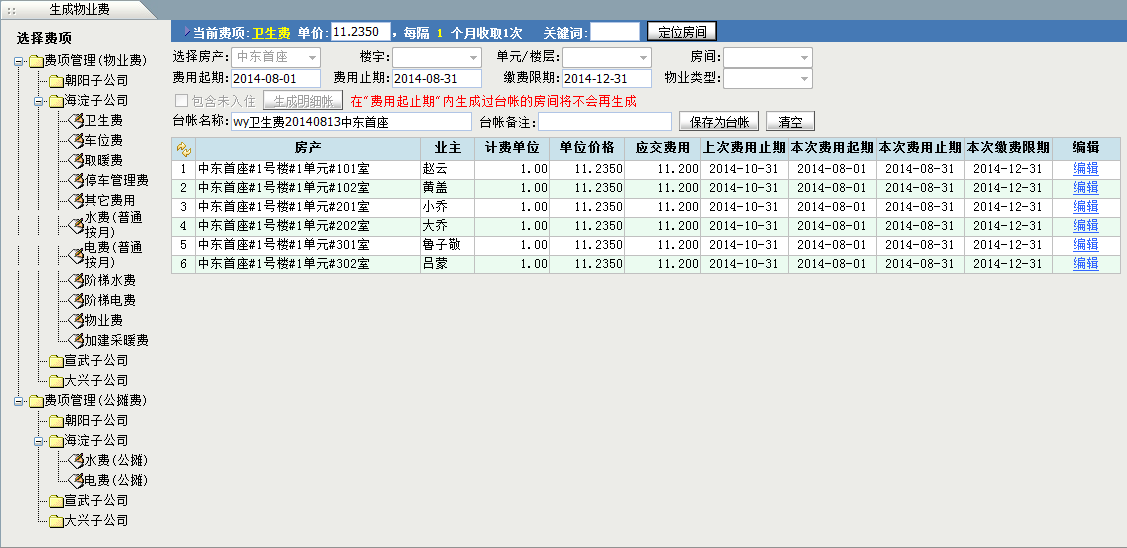 生成物业费
选择费项
费项管理(物业费)
朝阳子公司
海淀子公司
卫生费
车位费
取暖费
停车管理费
其它费用
水费(普通
按月)
电费(普通
按月)
阶梯水费
阶梯电费
物业费
加建采暖费
宣武子公司
大兴子公司
费项管理(公摊费)
朝阳子公司
海淀子公司
水费(公摊)
电费(公摊)
宣武子公司
大兴子公司
当前费项:卫生费 单价: 11.2350 ，每隔 1 个月收取1次 关键词: 定位房间
选择房产: 中东首座 楼宇: 单元/楼层: 房间:
费用起期: 2014-08-01 费用止期: 2014-08-31 缴费限期: 2014-12-31 物业类型:
包含未入住 生成明细帐 在"费用起止期"内生成过台帐的房间将不会再生成
台帐名称: wy卫生费20140813中东首座 台帐备注: 保存为台帐 清空
房产 业主 计费单位 单位价格 应交费用 上次费用止期 本次费用起期 本次费用止期 本次缴费限期 编辑
1 中东首座#1号楼#1单元#101室 赵云 1.00 11.2350 11.200 2014-10-31 2014-08-01 2014-08-31 2014-12-31 编辑
2 中东首座#1号楼#1单元#102室 黄盖 1.00 11.2350 11.200 2014-10-31 2014-08-01 2014-08-31 2014-12-31 编辑
3 中东首座#1号楼#1单元#201室 小乔 1.00 11.2350 11.200 2014-10-31 2014-08-01 2014-08-31 2014-12-31 编辑
4 中东首座#1号楼#1单元#202室 大乔 1.00 11.2350 11.200 2014-10-31 2014-08-01 2014-08-31 2014-12-31 编辑
5 中东首座#1号楼#1单元#301室 鲁子敬 1.00 11.2350 11.200 2014-10-31 2014-08-01 2014-08-31 2014-12-31 编辑
6 中东首座#1号楼#1单元#302室 吕蒙 1.00 11.2350 11.200 2014-10-31 2014-08-01 2014-08-31 2014-12-31 编辑